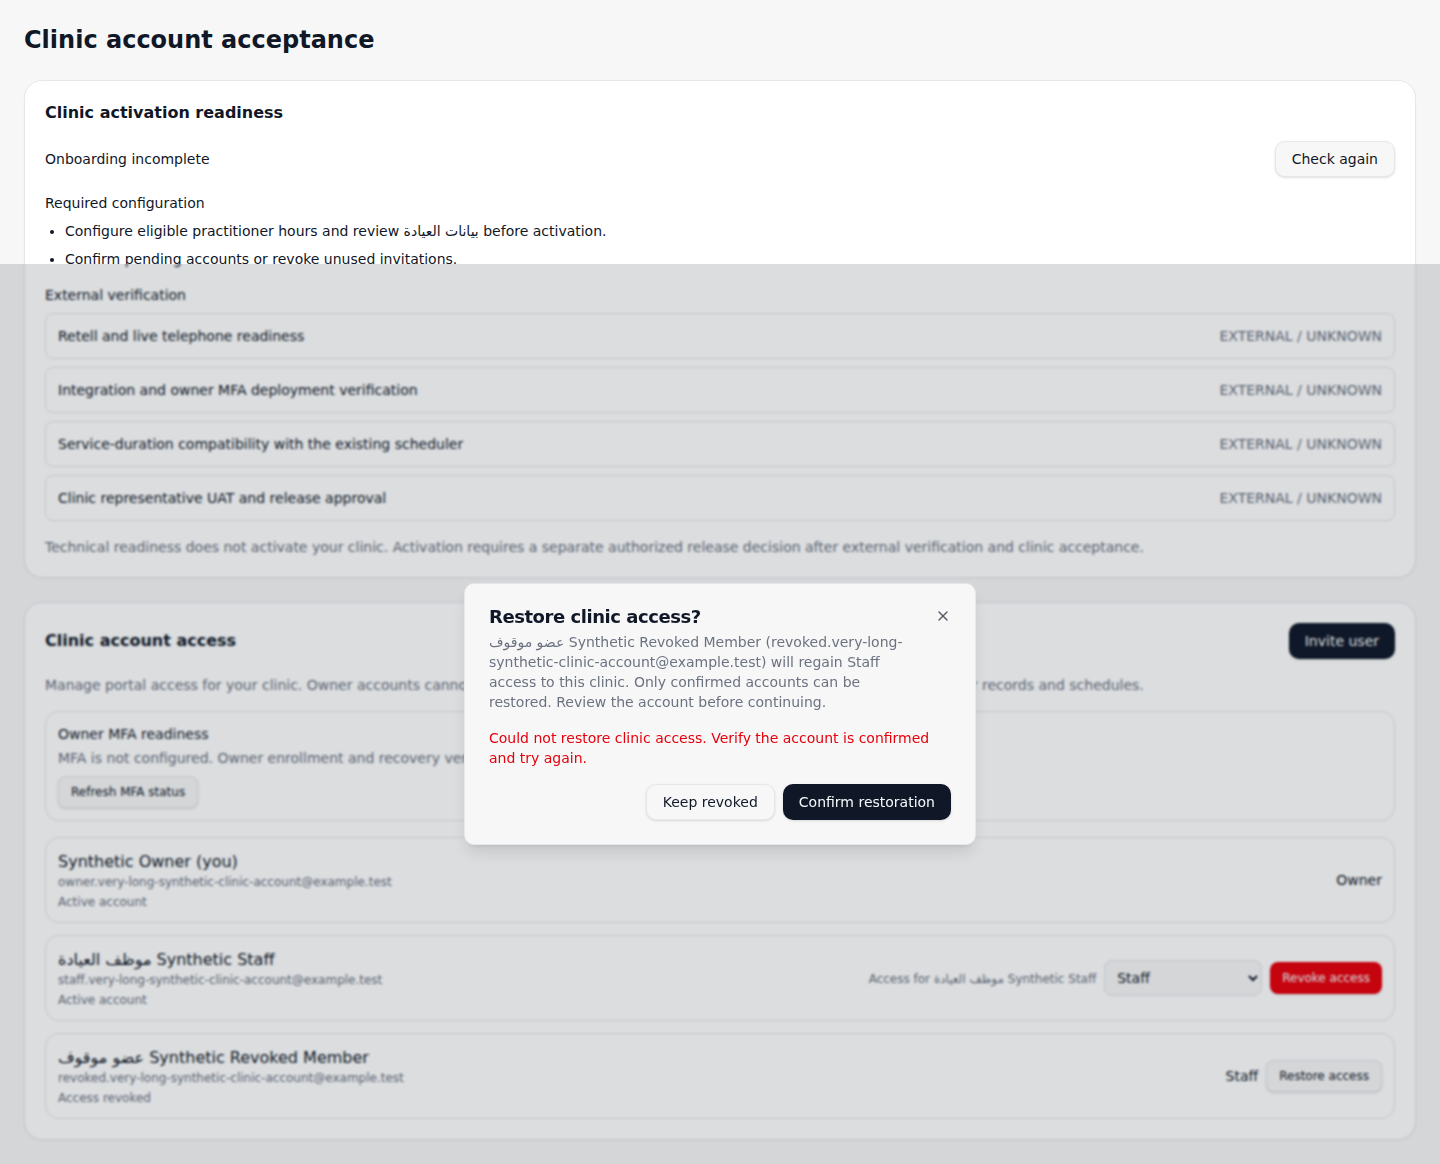 Clinic account acceptance
Clinic activation readiness
Onboarding incomplete
Check again
Required configuration
• Configure eligible practitioner hours and review بيانات العيادة before activation.
• Confirm pending accounts or revoke unused invitations.
External verification
Retell and live telephone readiness
EXTERNAL / UNKNOWN
Integration and owner MFA deployment verification
EXTERNAL / UNKNOWN
Service-duration compatibility with the existing scheduler
EXTERNAL / UNKNOWN
Clinic representative UAT and release approval
EXTERNAL / UNKNOWN
Technical readiness does not activate your clinic. Activation requires a separate authorized release decision after external verification and clinic acceptance.
Clinic account access
Invite user
Manage portal access for your clinic. Owner accounts
records and schedules.
Owner MFA readiness
MFA is not configured. Owner enrollment and recovery
Refresh MFA status
Restore clinic access?
عضو موقوف Synthetic Revoked Member (revoked.very-long-
synthetic-clinic-account@example.test) will regain Staff
access to this clinic. Only confirmed accounts can be
restored. Review the account before continuing.
Could not restore clinic access. Verify the account is confirmed
and try again.
Keep revoked
Confirm restoration
Synthetic Owner (you)
owner.very-long-synthetic-clinic-account@example.test
Active account
Owner
موظف العيادة Synthetic Staff
staff.very-long-synthetic-clinic-account@example.test
Active account
Access for موظف العيادة Synthetic Staff
Staff
Revoke access
عضو موقوف Synthetic Revoked Member
revoked.very-long-synthetic-clinic-account@example.test
Access revoked
Staff
Restore access